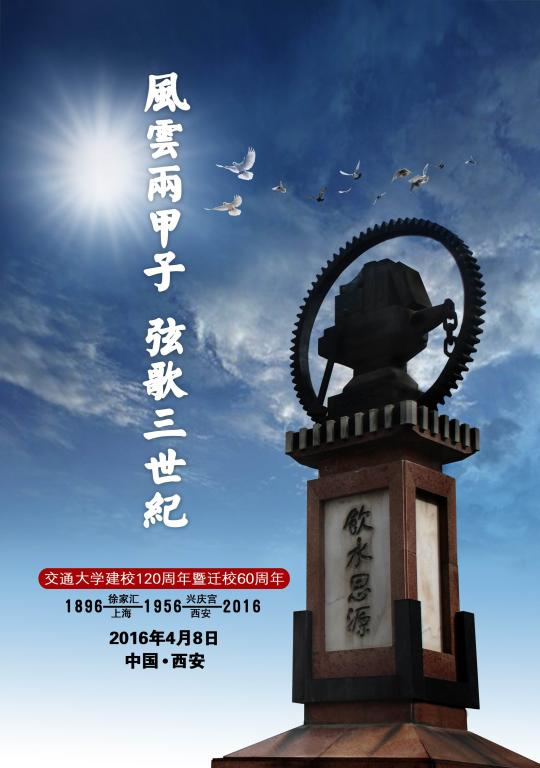 風雲兩甲子 弦歌三世紀
飲水思源
交通大学建校120周年暨迁校60周年
1896 徐家汇 上海 1956 兴庆宫 西安 2016
2016年4月8日
中国·西安